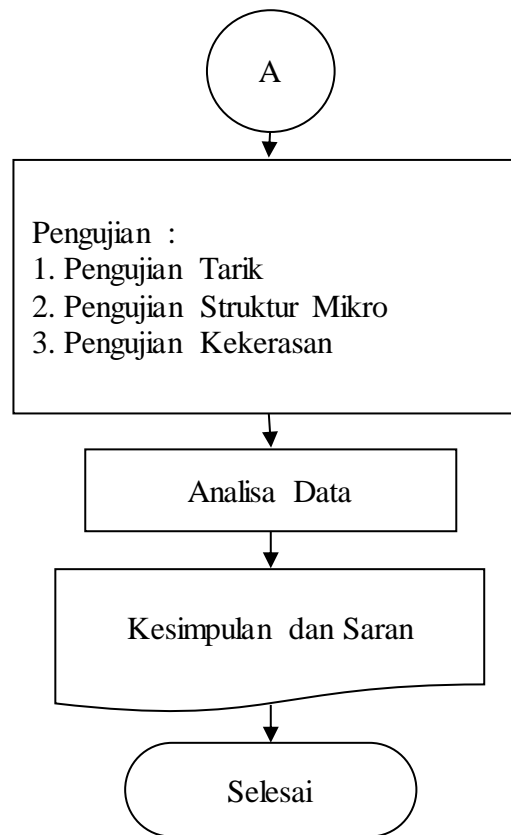 A
Pengujian :
1. Pengujian Tarik
2. Pengujian Struktur Mikro
3. Pengujian Kekerasan
Analisa Data
Kesimpulan dan Saran
Selesai